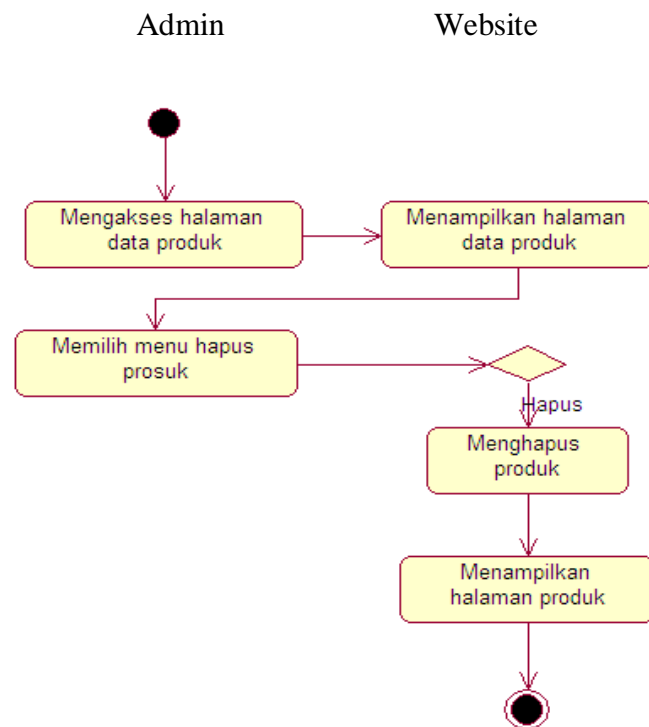 Admin
Website
Mengakses halaman
data produk
Menampilkan halaman
data produk
Memilih menu hapus
prosuk
Hapus
Menghapus
produk
Menampilkan
halaman produk